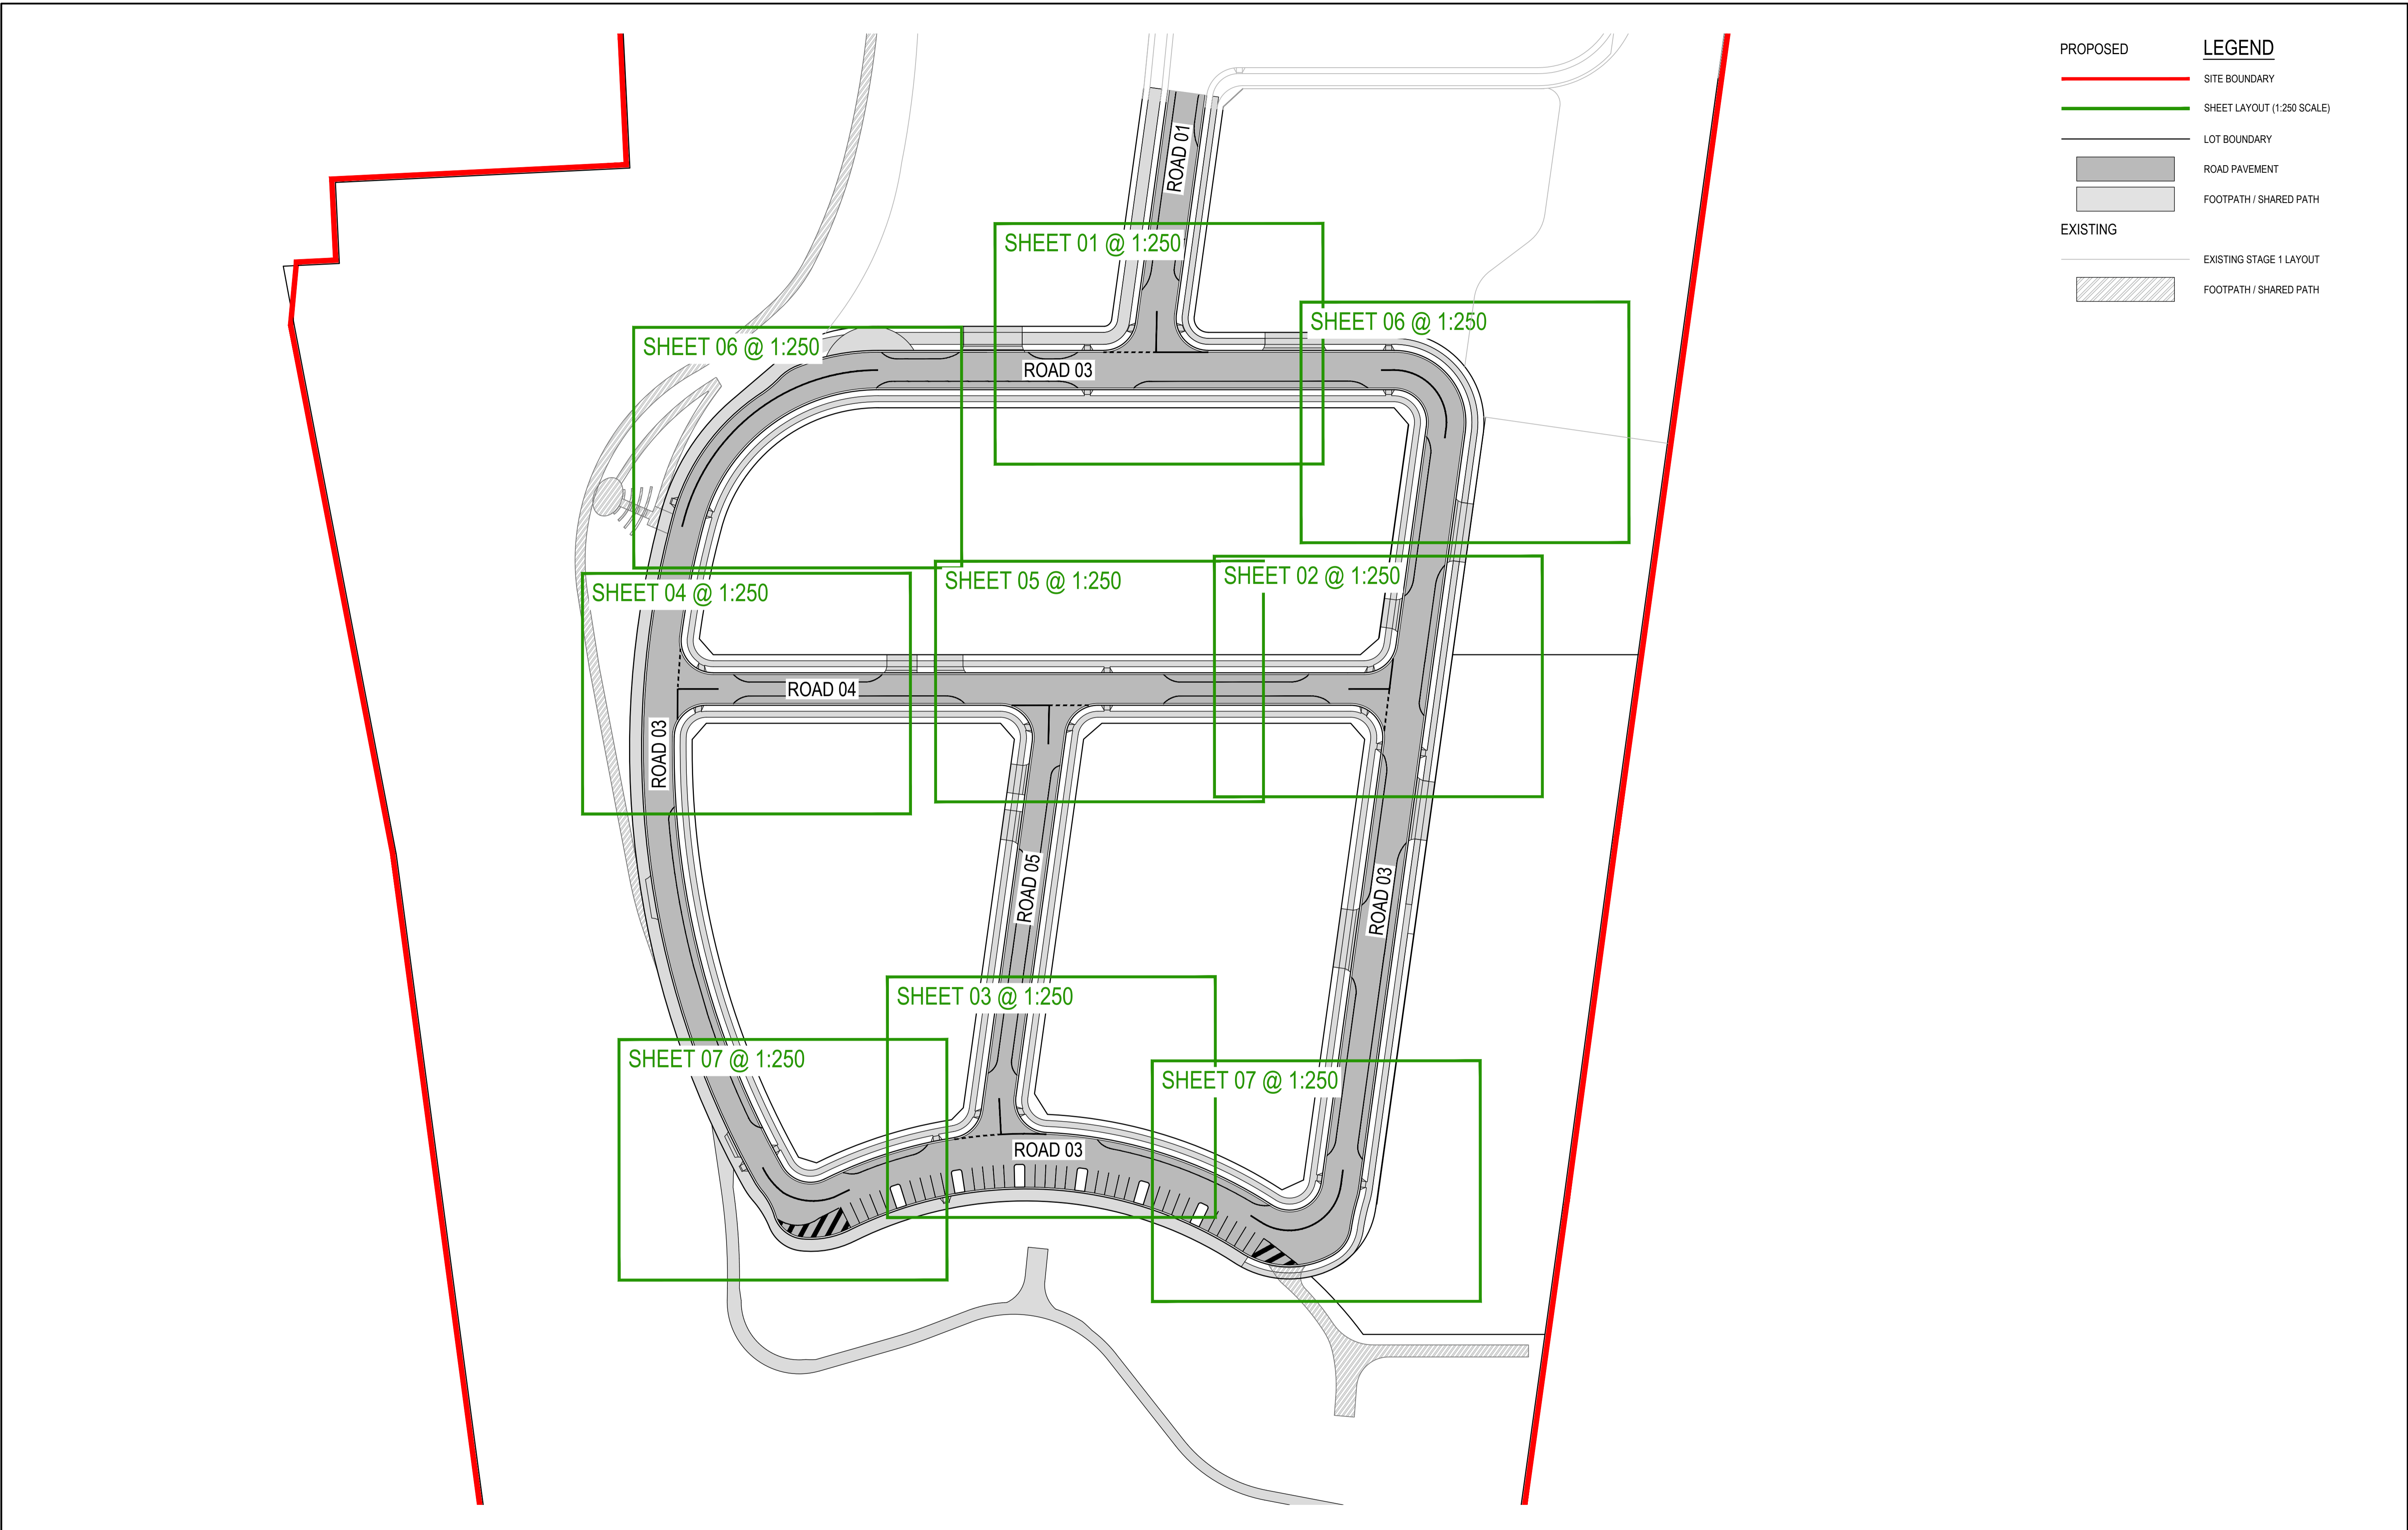 PROPOSED
LEGEND
SITE BOUNDARY
SHEET LAYOUT (1:250 SCALE)
LOT BOUNDARY
ROAD PAVEMENT
FOOTPATH / SHARED PATH
EXISTING
EXISTING STAGE 1 LAYOUT
FOOTPATH / SHARED PATH
ROAD 01
SHEET 01 @ 1:250
SHEET 06 @ 1:250
SHEET 06 @ 1:250
ROAD 03
SHEET 04 @ 1:250
SHEET 05 @ 1:250
SHEET 02 @ 1:250
ROAD 04
ROAD 03
ROAD 05
ROAD 03
SHEET 03 @ 1:250
SHEET 07 @ 1:250
SHEET 07 @ 1:250
ROAD 03